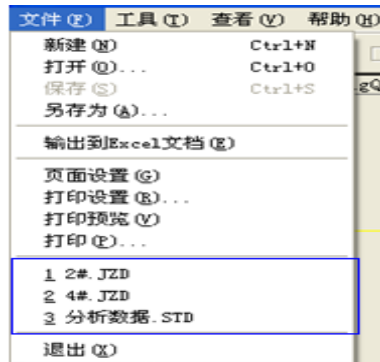 文件(F) 工具(T) 查看(V) 帮助(H)
新建(N) Ctrl+N
打开(O)... Ctrl+O
保存(S) Ctrl+S
另存为(A)...
输出到Excel文档(E)
页面设置(G)
打印设置(R)...
打印预览(V)
打印(P)...
1 2#.JZD
2 4#.JZD
3 分析数据.STD
退出(X)